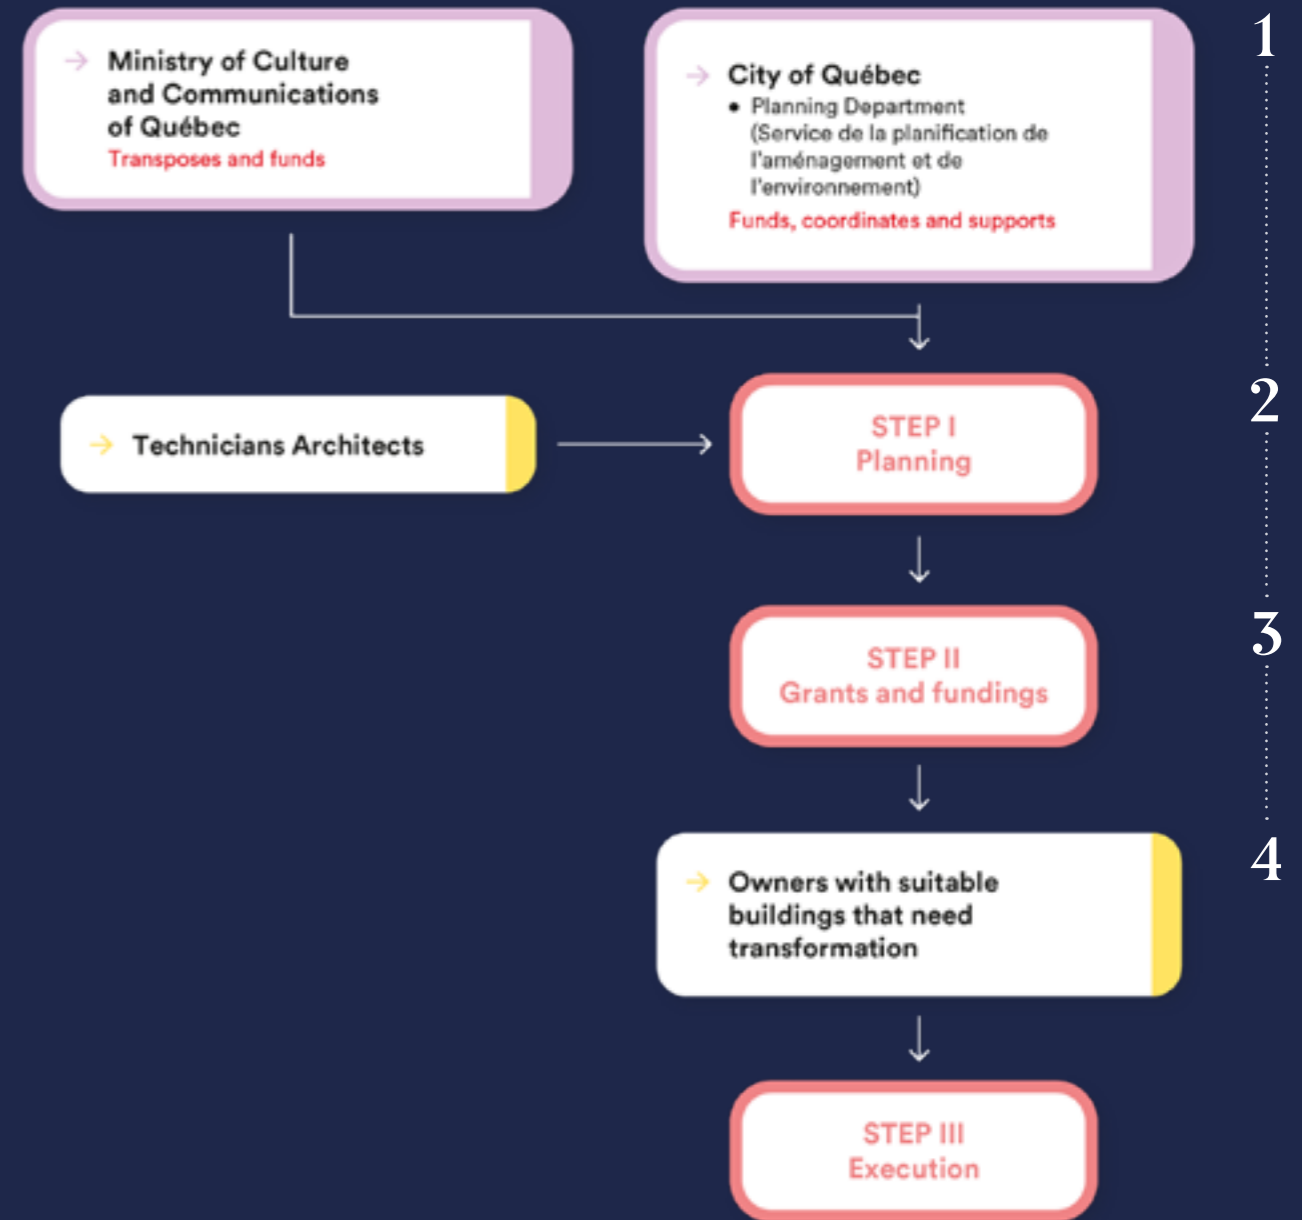 Ministry of Culture
and Communications
of Québec
Transposes and funds
City of Québec
• Planning Department
(Service de la planification de
l'aménagement et de
l'environnement)
Funds, coordinates and supports
1
Technicians Architects
STEP I
Planning
2
STEP II
Grants and fundings
3
Owners with suitable
buildings that need
transformation
4
STEP III
Execution